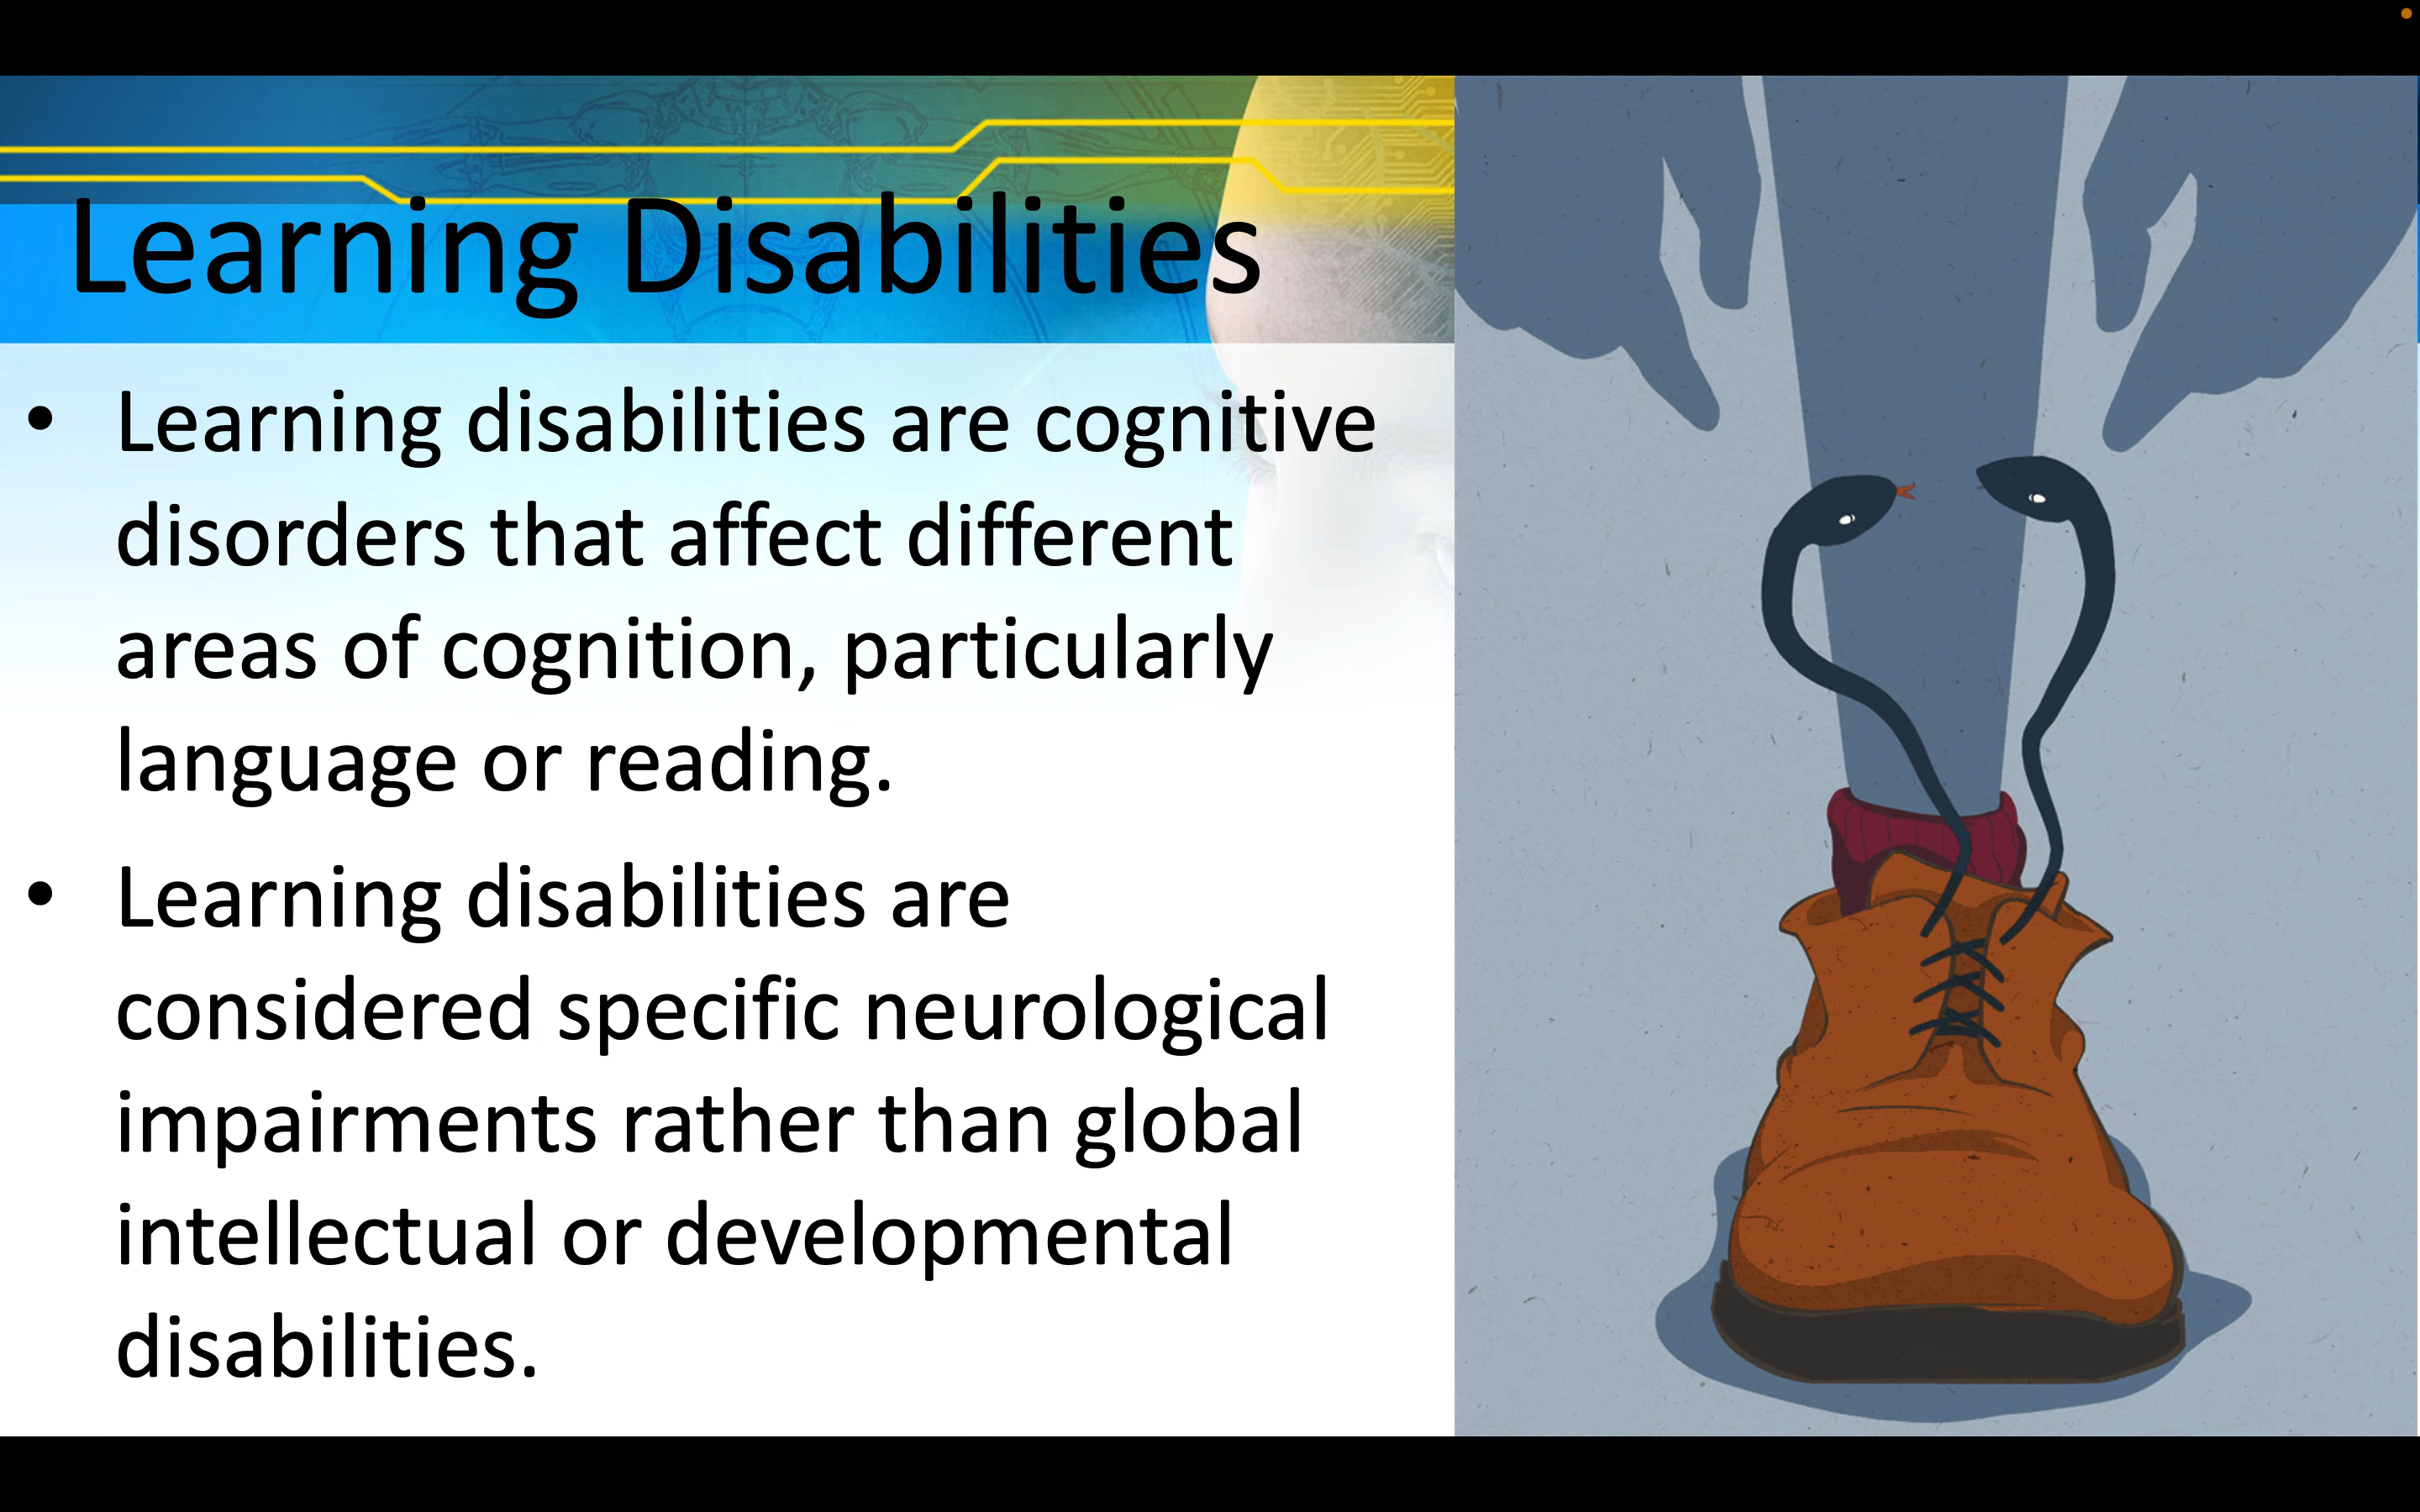 Learning Disabilities
• Learning disabilities are cognitive
disorders that affect different
areas of cognition, particularly
language or reading.
• Learning disabilities are
considered specific neurological
impairments rather than global
intellectual or developmental
disabilities.